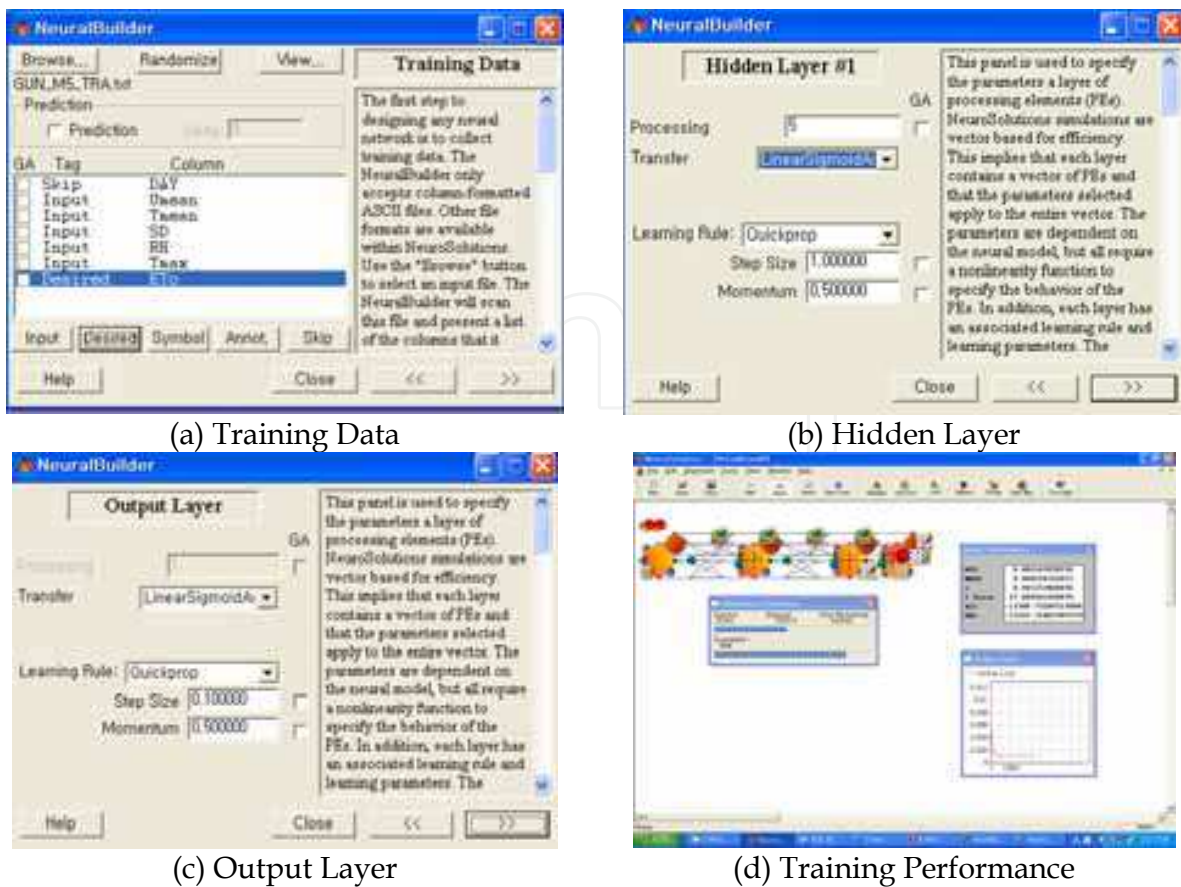 NeuralBuilder
Browse... Randomize View...
GUN_M5_TRA.txt
Prediction
Prediction
GA Tag Column
Skip DAY
Input Umean
Input Tmean
Input SD
Input RH
Input Tmax
Desired ETo
Input Desired Symbol Annot. Skip
Training Data
The first step to
designing any neural
network is to collect
training data. The
NeuralBuilder only
accepts column-formatted
ASCII files. Other file
formats are available
within NeuroSolutions.
Use the "Browse" button
to select an input file. The
NeuralBuilder will scan
this file and present a list
of the columns that it
Help Close << >>
(a) Training Data
NeuralBuilder
Hidden Layer #1
GA
Processing 5
Transfer LinearSigmoidA
Learning Rule: Quickprop
Step Size 1.000000
Momentum 0.500000
This panel is used to specify
the parameters a layer of
processing elements (PEs).
NeuroSolutions simulations are
vector based for efficiency.
This implies that each layer
contains a vector of PEs and
that the parameters selected
apply to the entire vector. The
parameters are dependent on
the neural model, but all require
a nonlinearity function to
specify the behavior of the
PEs. In addition, each layer has
an associated learning rule and
learning parameters. The
Help Close << >>
(b) Hidden Layer
NeuralBuilder
Output Layer
GA
Processing 1
Transfer LinearSigmoidA
Learning Rule: Quickprop
Step Size 0.100000
Momentum 0.500000
This panel is used to specify
the parameters a layer of
processing elements (PEs).
NeuroSolutions simulations are
vector based for efficiency.
This implies that each layer
contains a vector of PEs and
that the parameters selected
apply to the entire vector. The
parameters are dependent on
the neural model, but all require
a nonlinearity function to
specify the behavior of the
PEs. In addition, each layer has
an associated learning rule and
learning parameters. The
Help Close << >>
(c) Output Layer
(d) Training Performance